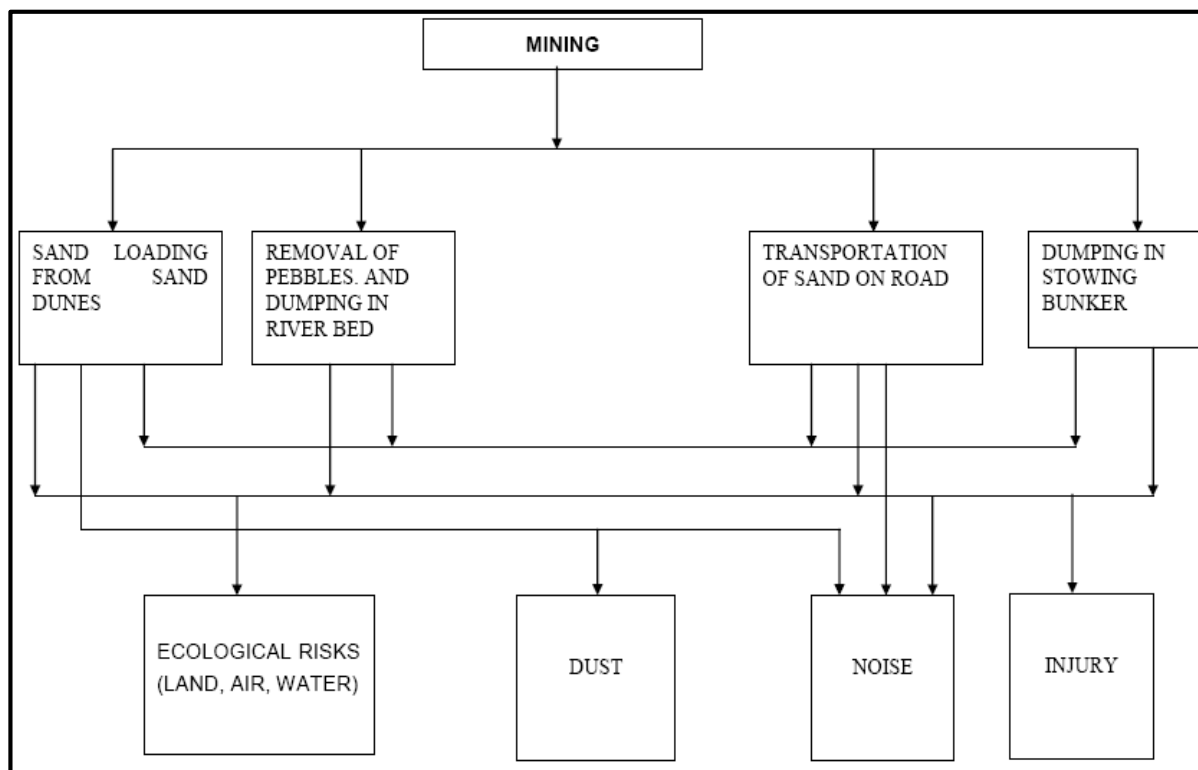 MINING
SAND LOADING
FROM SAND
DUNES
REMOVAL OF
PEBBLES. AND
DUMPING IN
RIVER BED
TRANSPORTATION
OF SAND ON ROAD
DUMPING IN
STOWING
BUNKER
ECOLOGICAL RISKS
(LAND, AIR, WATER)
DUST
NOISE
INJURY